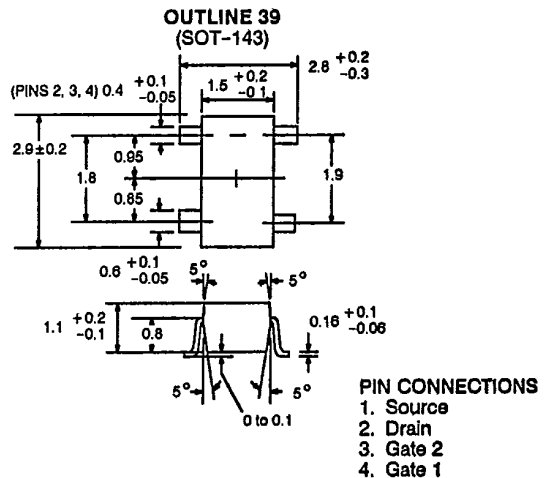 OUTLINE 39
(SOT-143)
2.8 +0.2 -0.3
1.5 +0.2 -0.1
(PINS 2, 3, 4) 0.4 +0.1 -0.05
2.9±0.2
1.8
0.95
0.85
1.9
0.6 +0.1 -0.05
5°
5°
1.1 +0.2 -0.1
0.8
0.16 +0.1 -0.06
5°
5°
0 to 0.1
PIN CONNECTIONS
1. Source
2. Drain
3. Gate 2
4. Gate 1